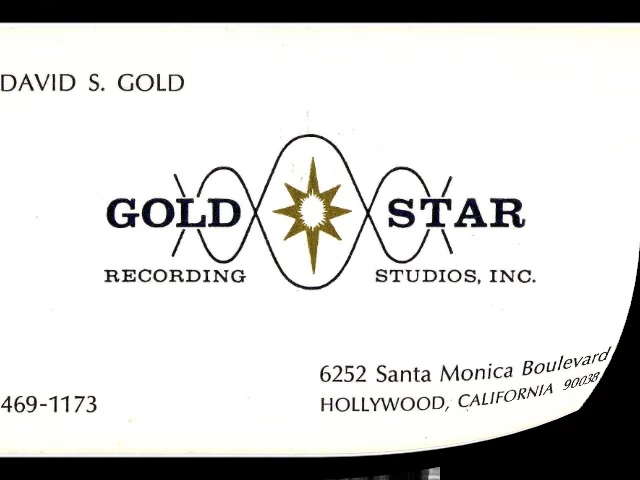 DAVID S. GOLD
GOLD STAR
RECORDING STUDIOS, INC.
469-1173
6252 Santa Monica Boulevard
HOLLYWOOD, CALIFORNIA 90038